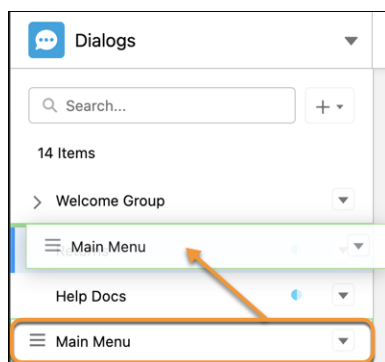 Dialogs
Search...
14 Items
Welcome Group
Main Menu
Help Docs
Main Menu